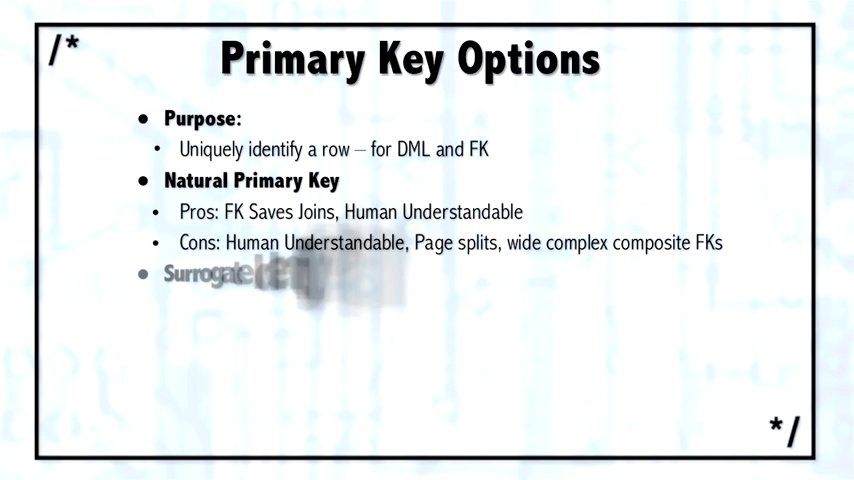 /*
Primary Key Options
● Purpose:
• Uniquely identify a row – for DML and FK
● Natural Primary Key
• Pros: FK Saves Joins, Human Understandable
• Cons: Human Understandable, Page splits, wide complex composite FKs
● Surrogate
*/